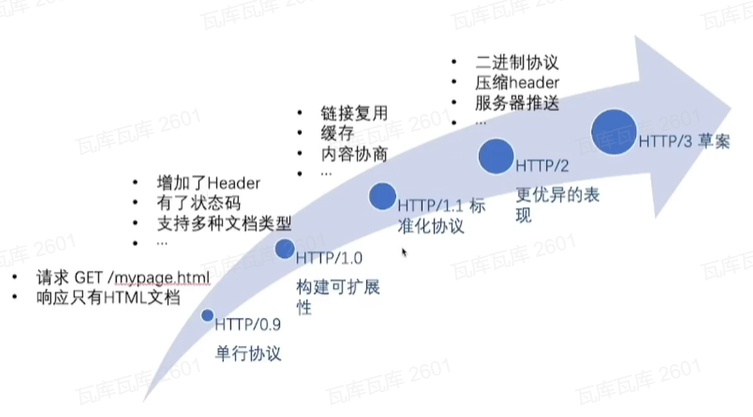 二进制协议
压缩header
服务器推送
...
HTTP/3 草案
链接复用
缓存
内容协商
...
HTTP/2
更优异的表
现
增加了Header
有了状态码
支持多种文档类型
...
HTTP/1.1 标
准化协议
请求 GET /mypage.html
响应只有HTML文档
HTTP/1.0
构建可扩展
性
HTTP/0.9
单行协议
瓦库瓦库 2601